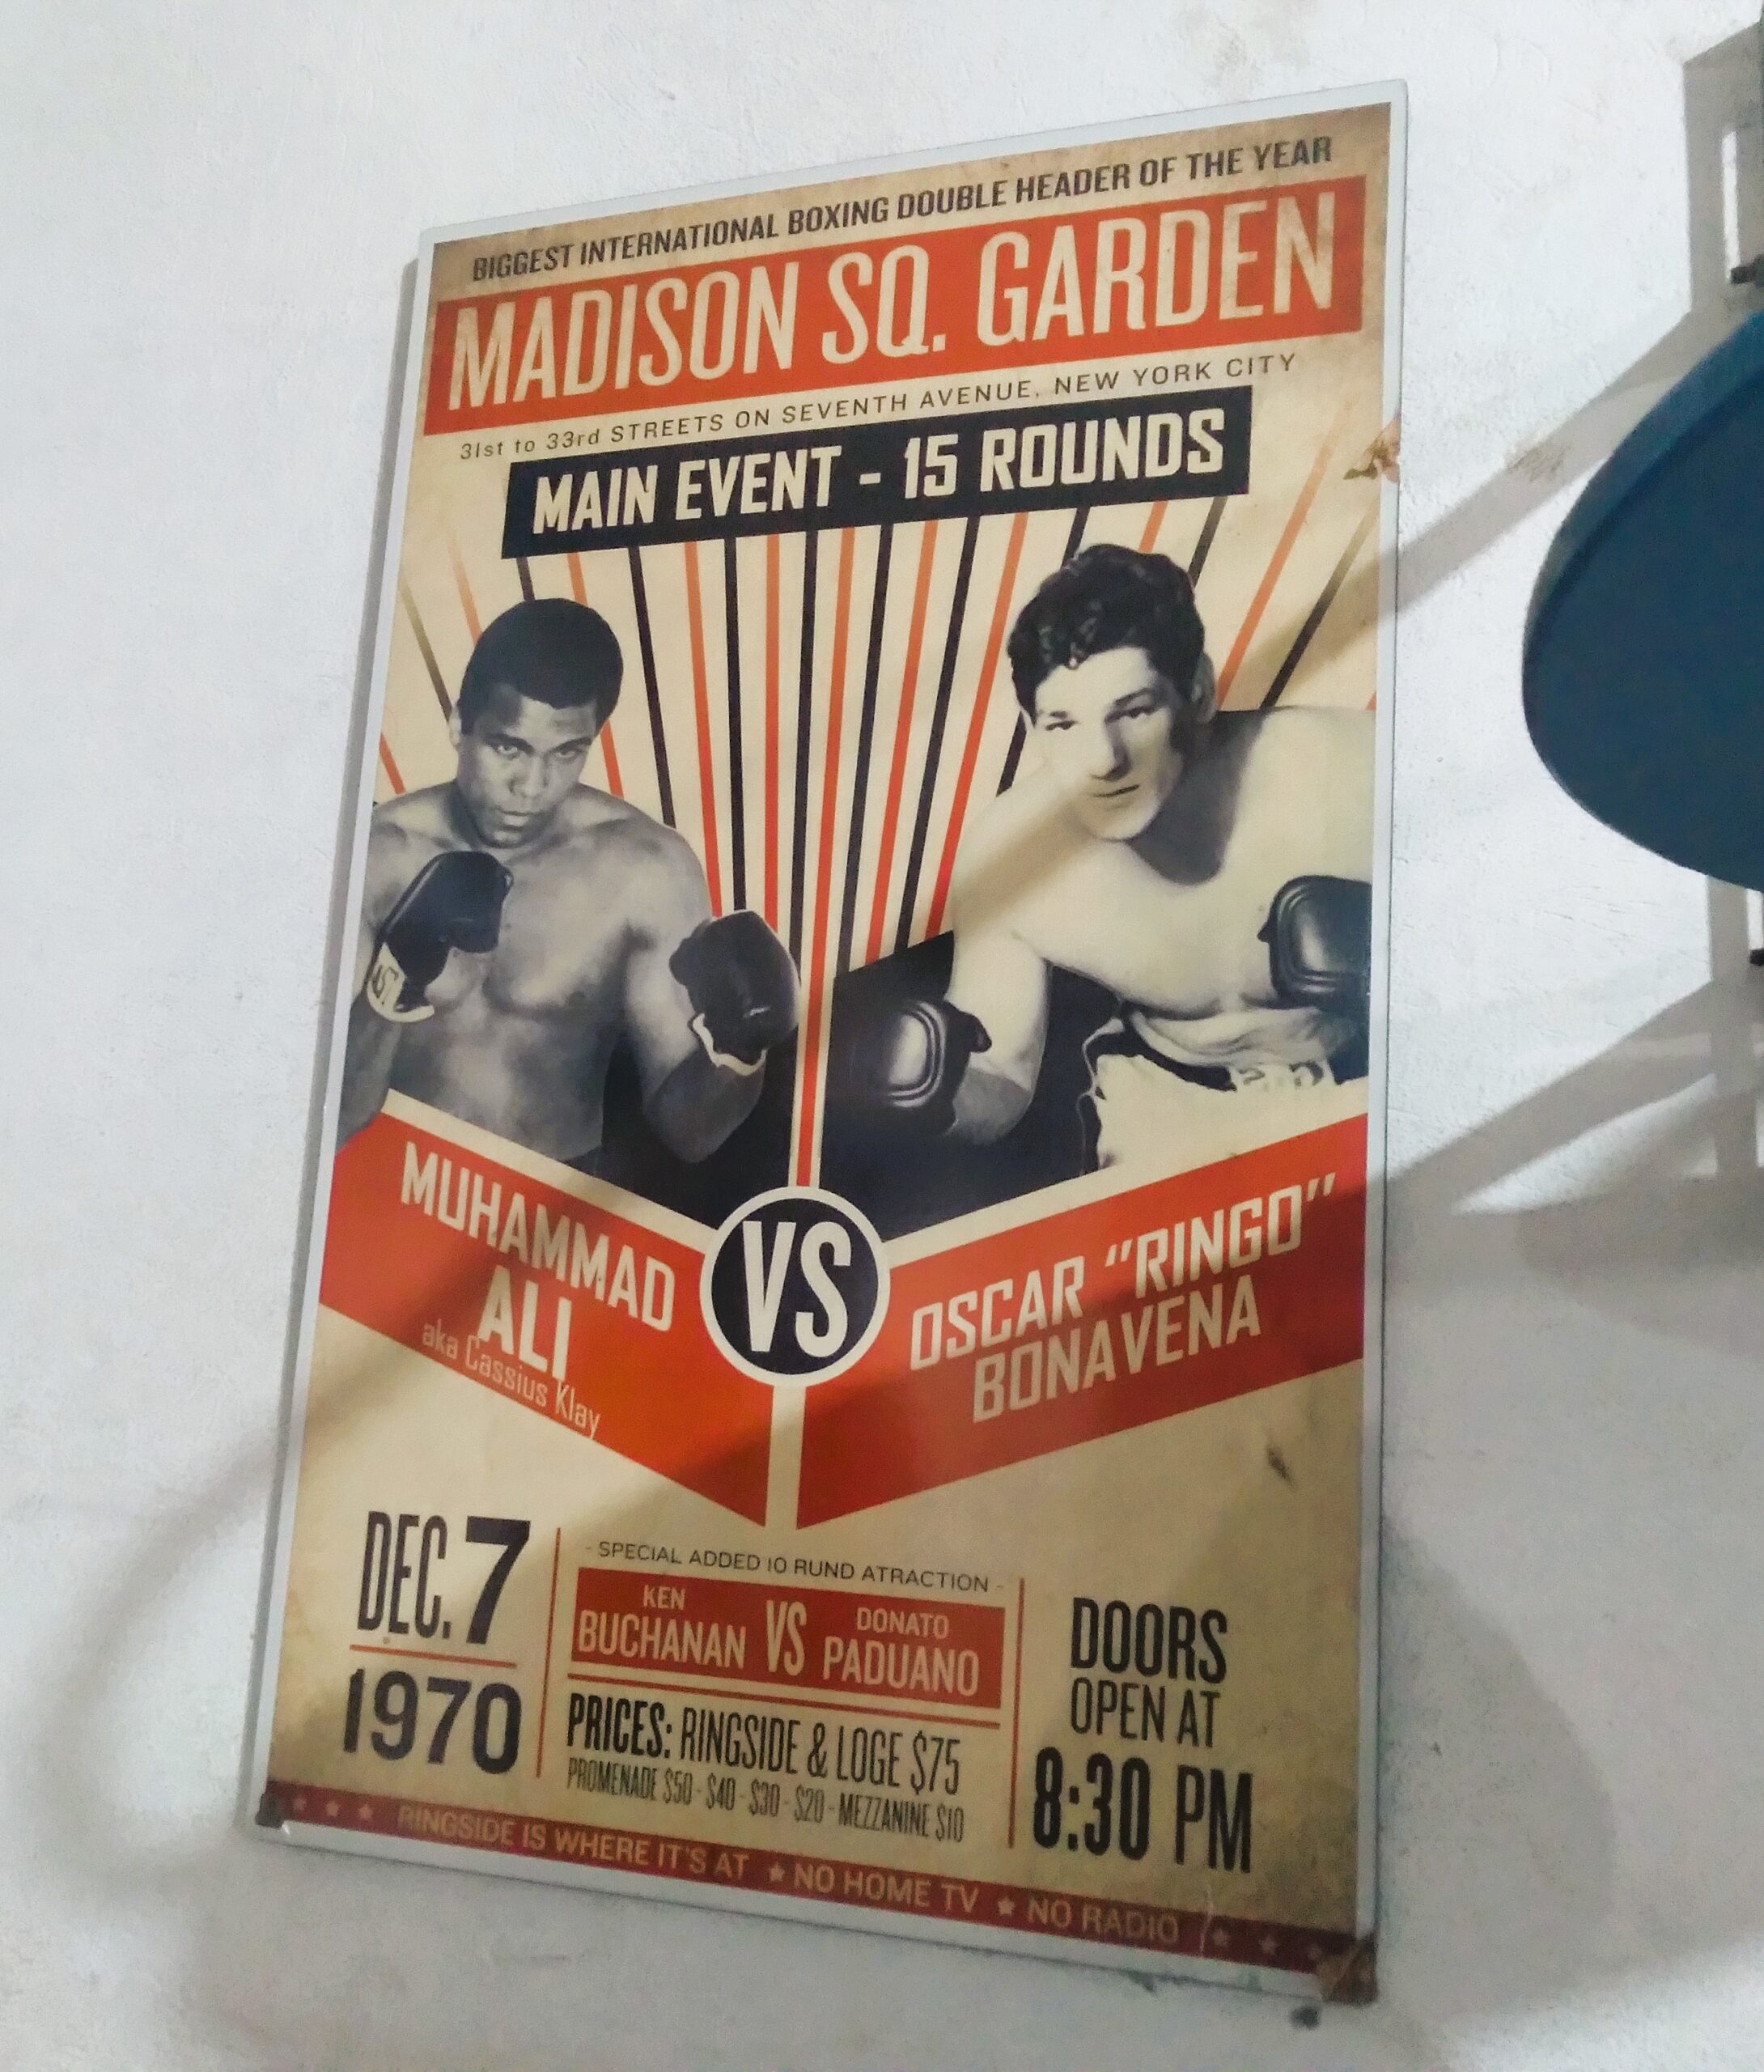 BIGGEST INTERNATIONAL BOXING DOUBLE HEADER OF THE YEAR
MADISON SQ. GARDEN
31st to 33rd STREETS ON SEVENTH AVENUE, NEW YORK CITY
MAIN EVENT - 15 ROUNDS
MUHAMMAD
ALI
aka Cassius Klay
VS
OSCAR "RINGO"
BONAVENA
DEC. 7
1970
- SPECIAL ADDED 10 RUND ATRACTION -
KEN
BUCHANAN
VS
DONATO
PADUANO
PRICES: RINGSIDE & LOGE $75
PROMENADE $50 - $40 - $30 - $20 - MEZZANINE $10
DOORS
OPEN AT
8:30 PM
★ ★ ★ RINGSIDE IS WHERE IT'S AT ★ NO HOME TV ★ NO RADIO ★ ★ ★